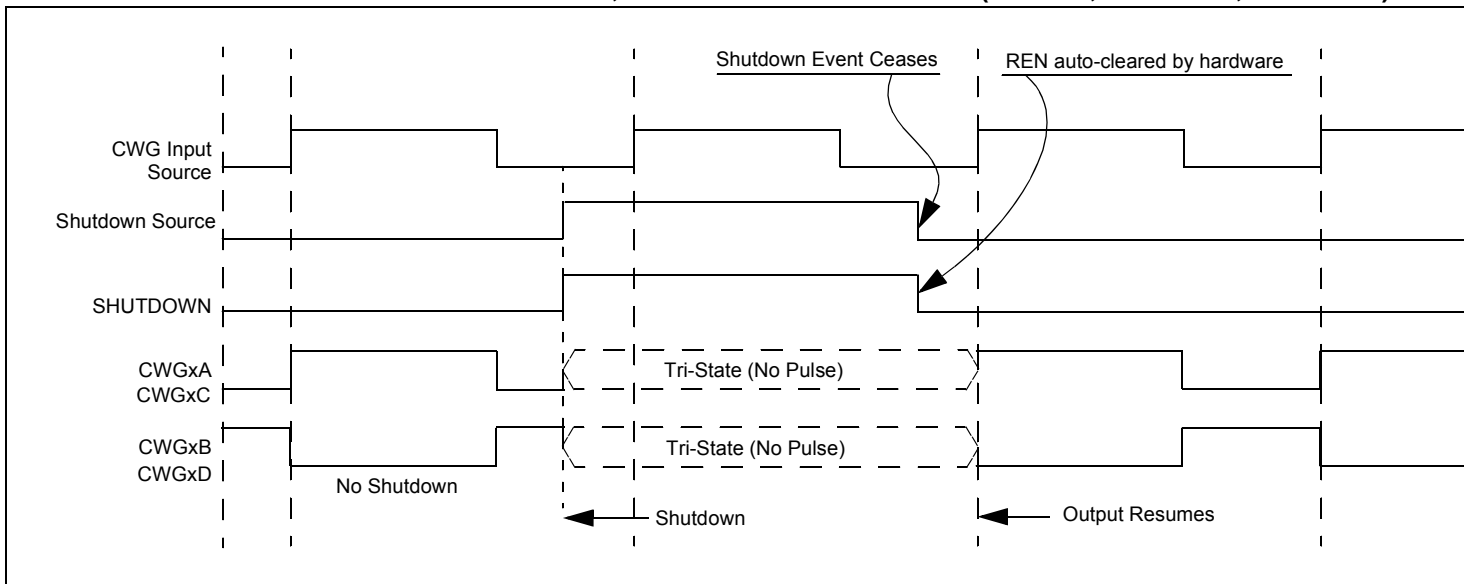 Shutdown Event Ceases
REN auto-cleared by hardware
CWG Input
Source
Shutdown Source
SHUTDOWN
CWGxA
CWGxC
Tri-State (No Pulse)
CWGxB
CWGxD
Tri-State (No Pulse)
No Shutdown
Shutdown
Output Resumes